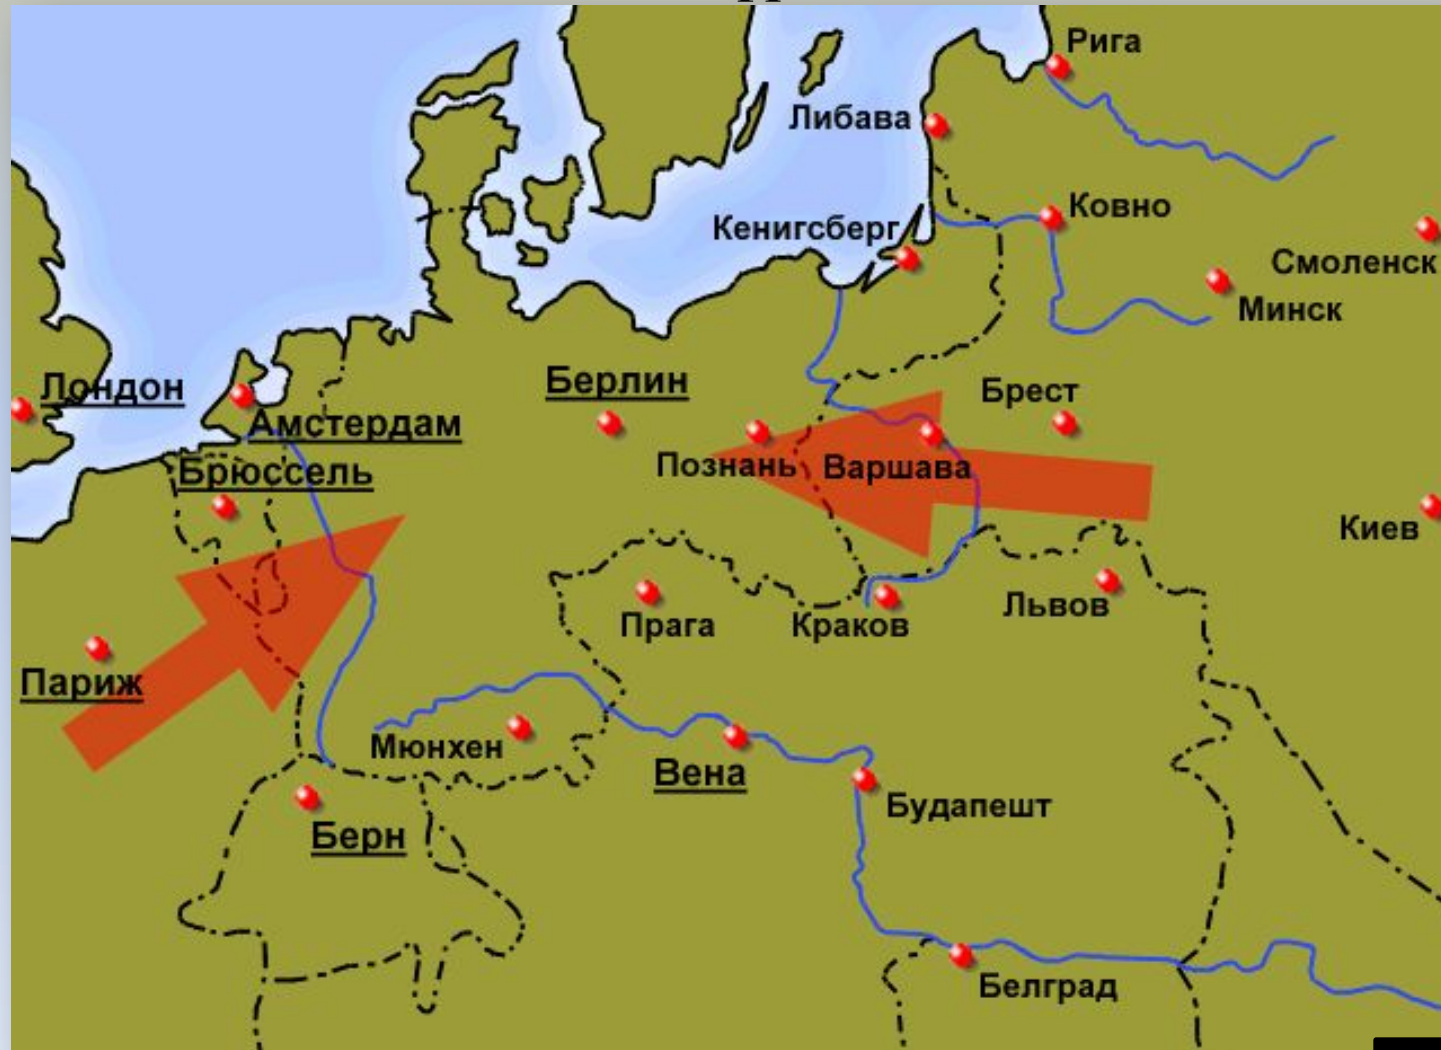 Рига
Либава
Ковно
Кенигсберг
Смоленск
Минск
Лондон
Берлин
Брест
Амстердам
Познань
Варшава
Брюссель
Киев
Прага
Краков
Львов
Париж
Мюнхен
Вена
Будапешт
Берн
Белград